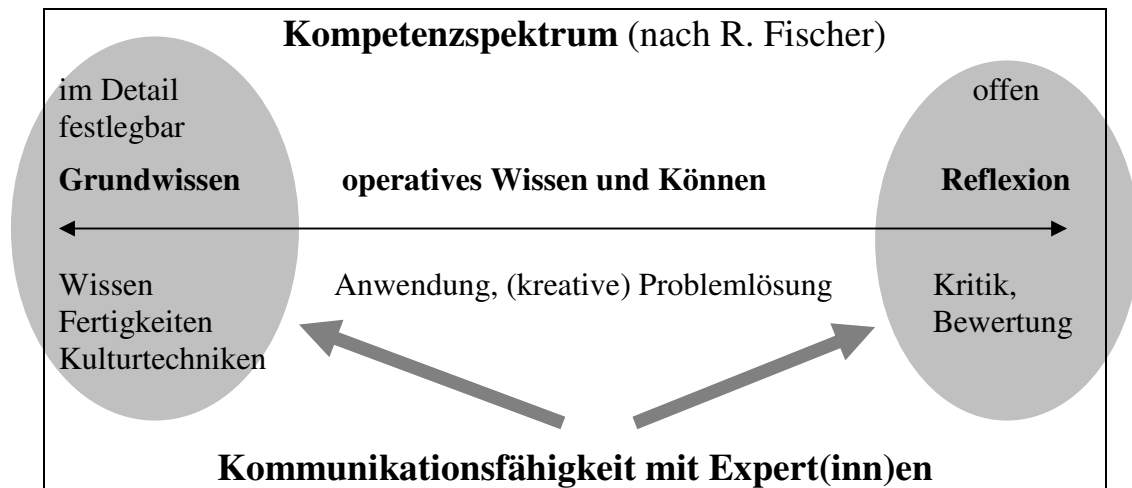 Kompetenzspektrum (nach R. Fischer)
im Detail
festlegbar
offen
Grundwissen operatives Wissen und Können Reflexion
Wissen
Fertigkeiten
Kulturtechniken
Anwendung, (kreative) Problemlösung
Kritik,
Bewertung
Kommunikationsfähigkeit mit Expert(inn)en